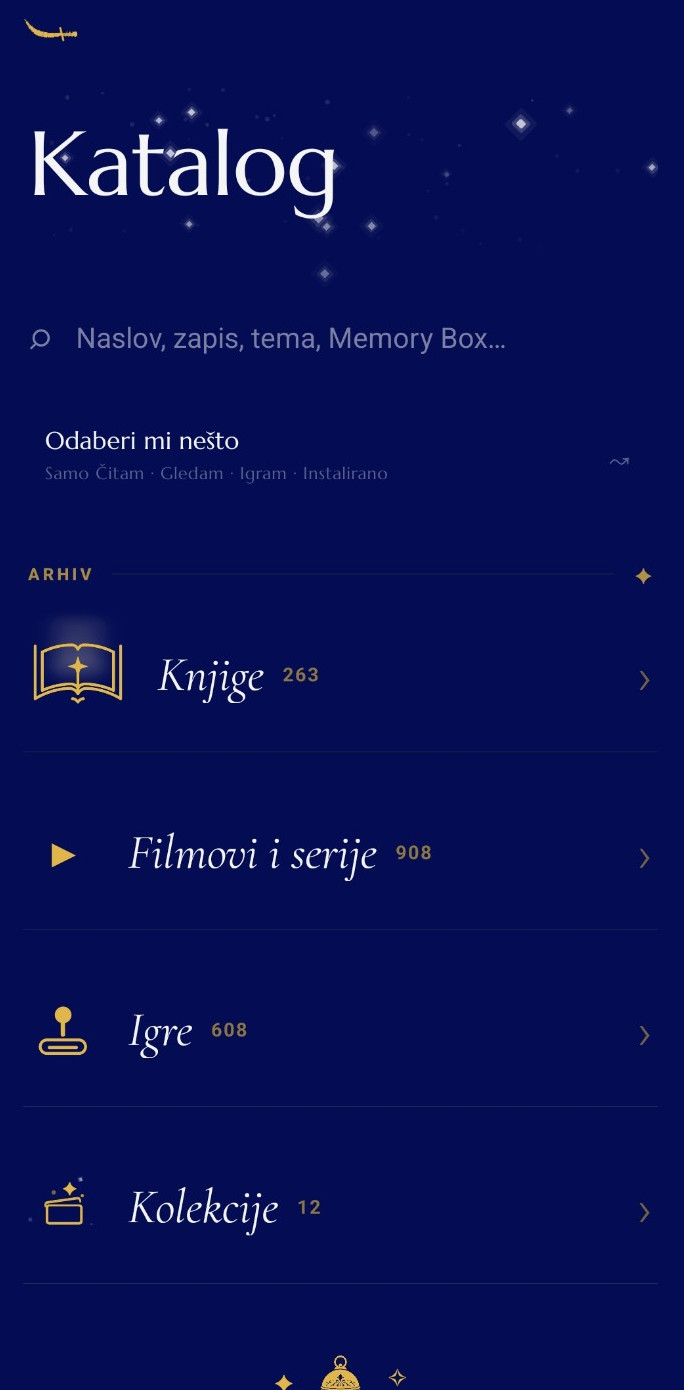 Katalog
Naslov, zapis, tema, Memory Box...
Odaberi mi nešto
Samo Čitam · Gledam · Igram · Instalirano
ARHIV
Knjige 263
Filmovi i serije 908
Igre 608
Kolekcije 12